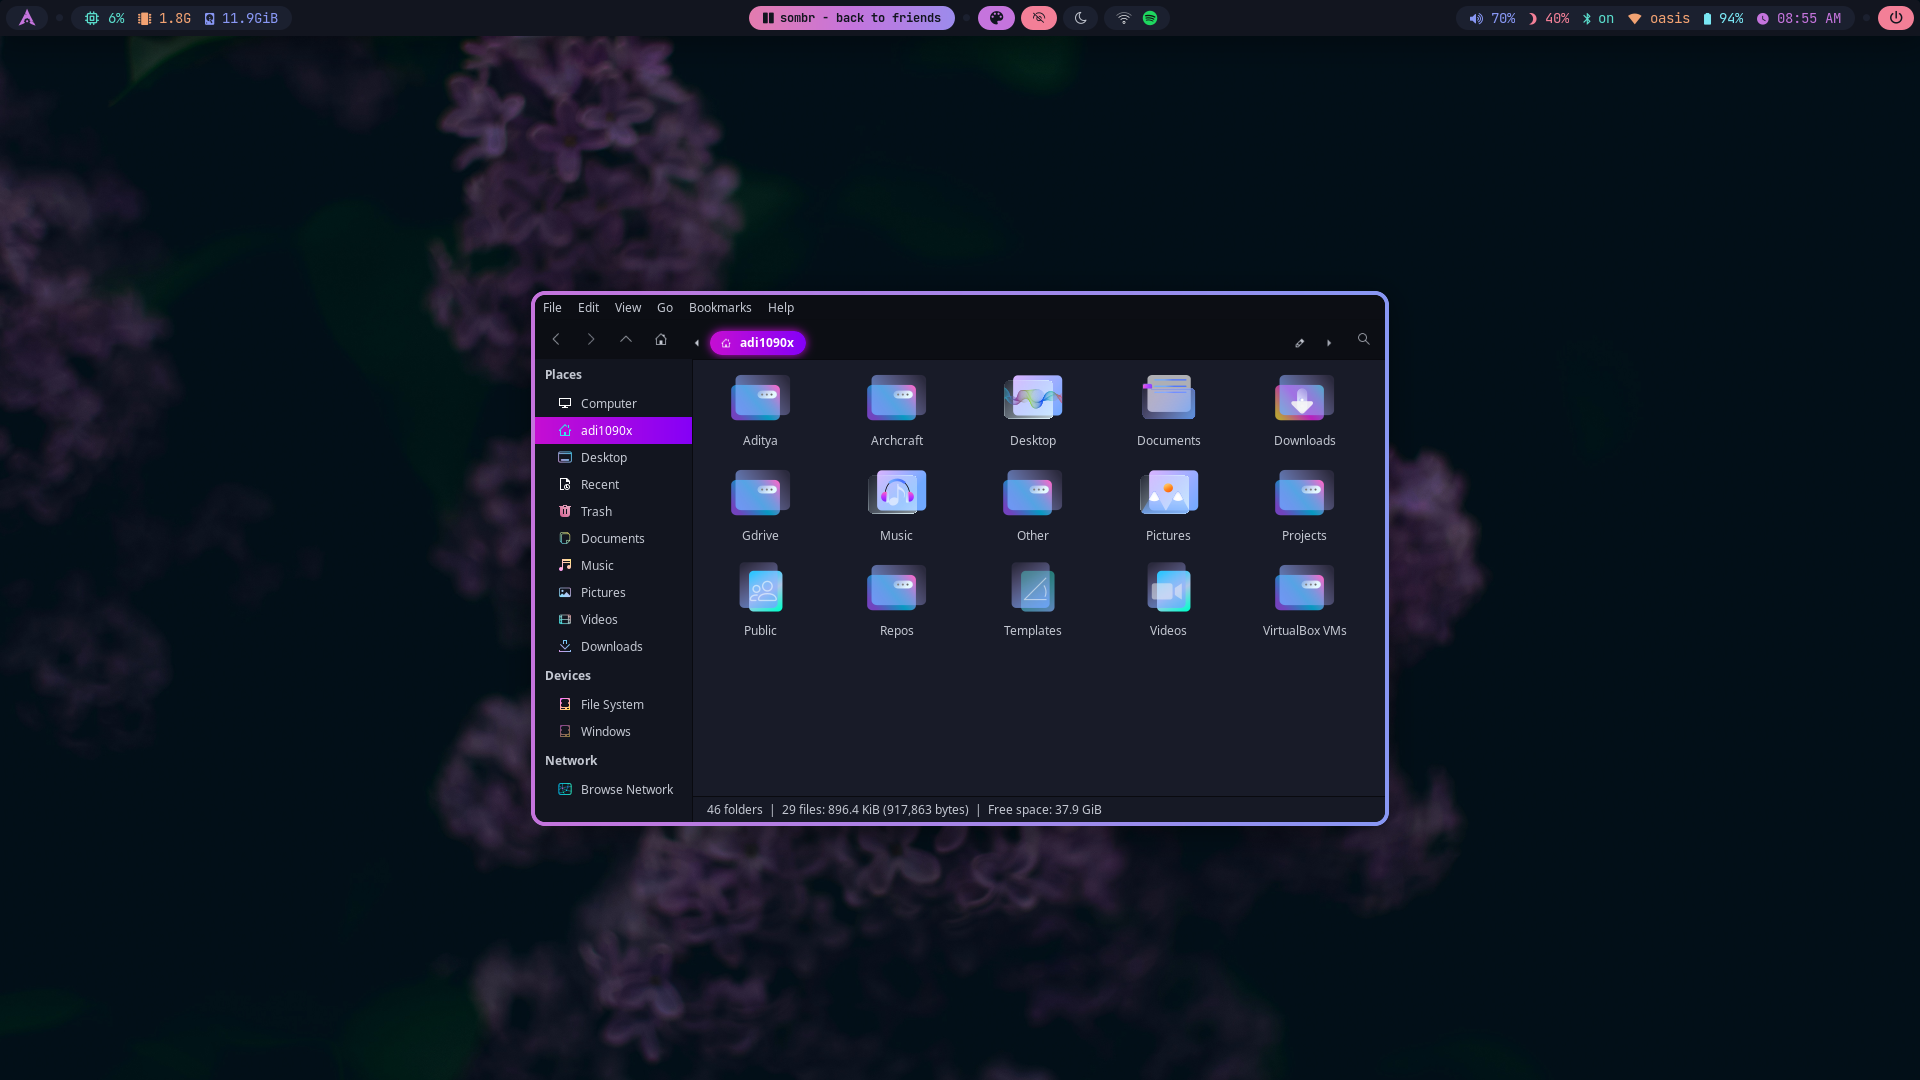 6% 1.8G 11.9GiB sombr - back to friends 70% 40% on oasis 94% 08:55 AM
File Edit View Go Bookmarks Help
adi1090x
Places
Computer
adi1090x
Desktop
Recent
Trash
Documents
Music
Pictures
Videos
Downloads
Devices
File System
Windows
Network
Browse Network
Aditya Archcraft Desktop Documents Downloads
Gdrive Music Other Pictures Projects
Public Repos Templates Videos VirtualBox VMs
46 folders | 29 files: 896.4 KiB (917,863 bytes) | Free space: 37.9 GiB